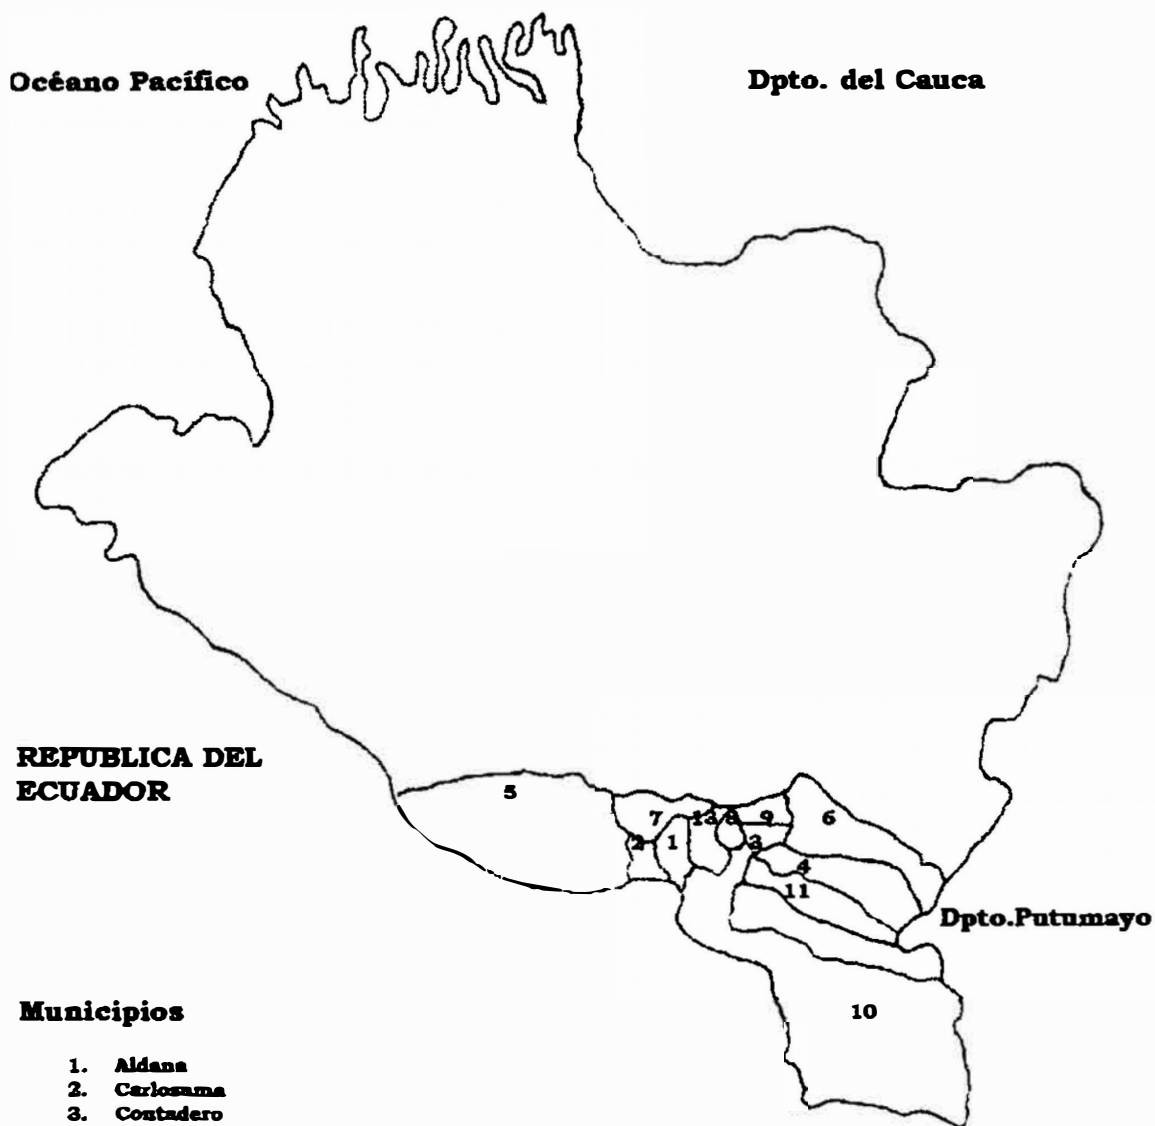 Océano Pacífico
Dpto. del Cauca
REPUBLICA DEL
ECUADOR
5
7
13
8
9
6
2
1
3
4
11
Dpto.Putumayo
10
Municipios
1. Aldana
2. Carlosama
3. Contadero